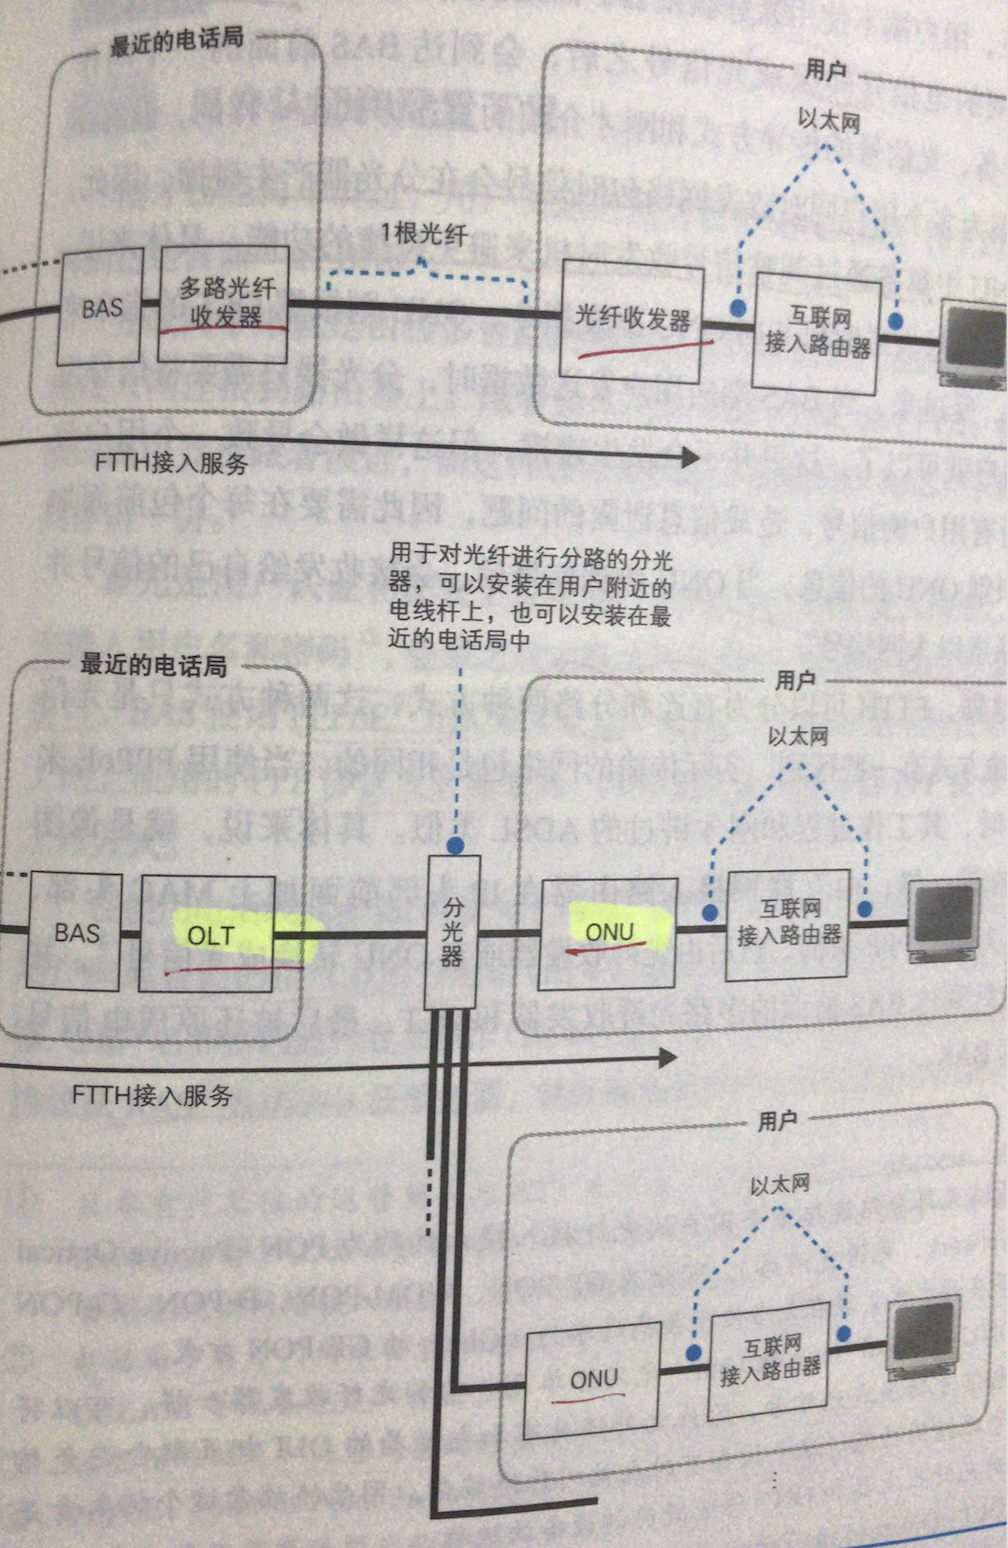 最近的电话局
用户
以太网
1根光纤
BAS
多路光纤
收发器
光纤收发器
互联网
接入路由器
FTTH接入服务
用于对光纤进行分路的分光
器，可以安装在用户附近的
电线杆上，也可以安装在最
近的电话局中
最近的电话局
用户
以太网
BAS
OLT
分光器
ONU
互联网
接入路由器
FTTH接入服务
用户
以太网
ONU
互联网
接入路由器